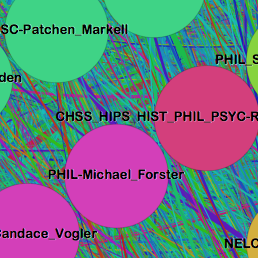 SC-Patchen_Markell
PHIL_S
den
CHSS_HIPS_HIST_PHIL_PSYC-R
PHIL-Michael_Forster
Candace_Vogler
NELC